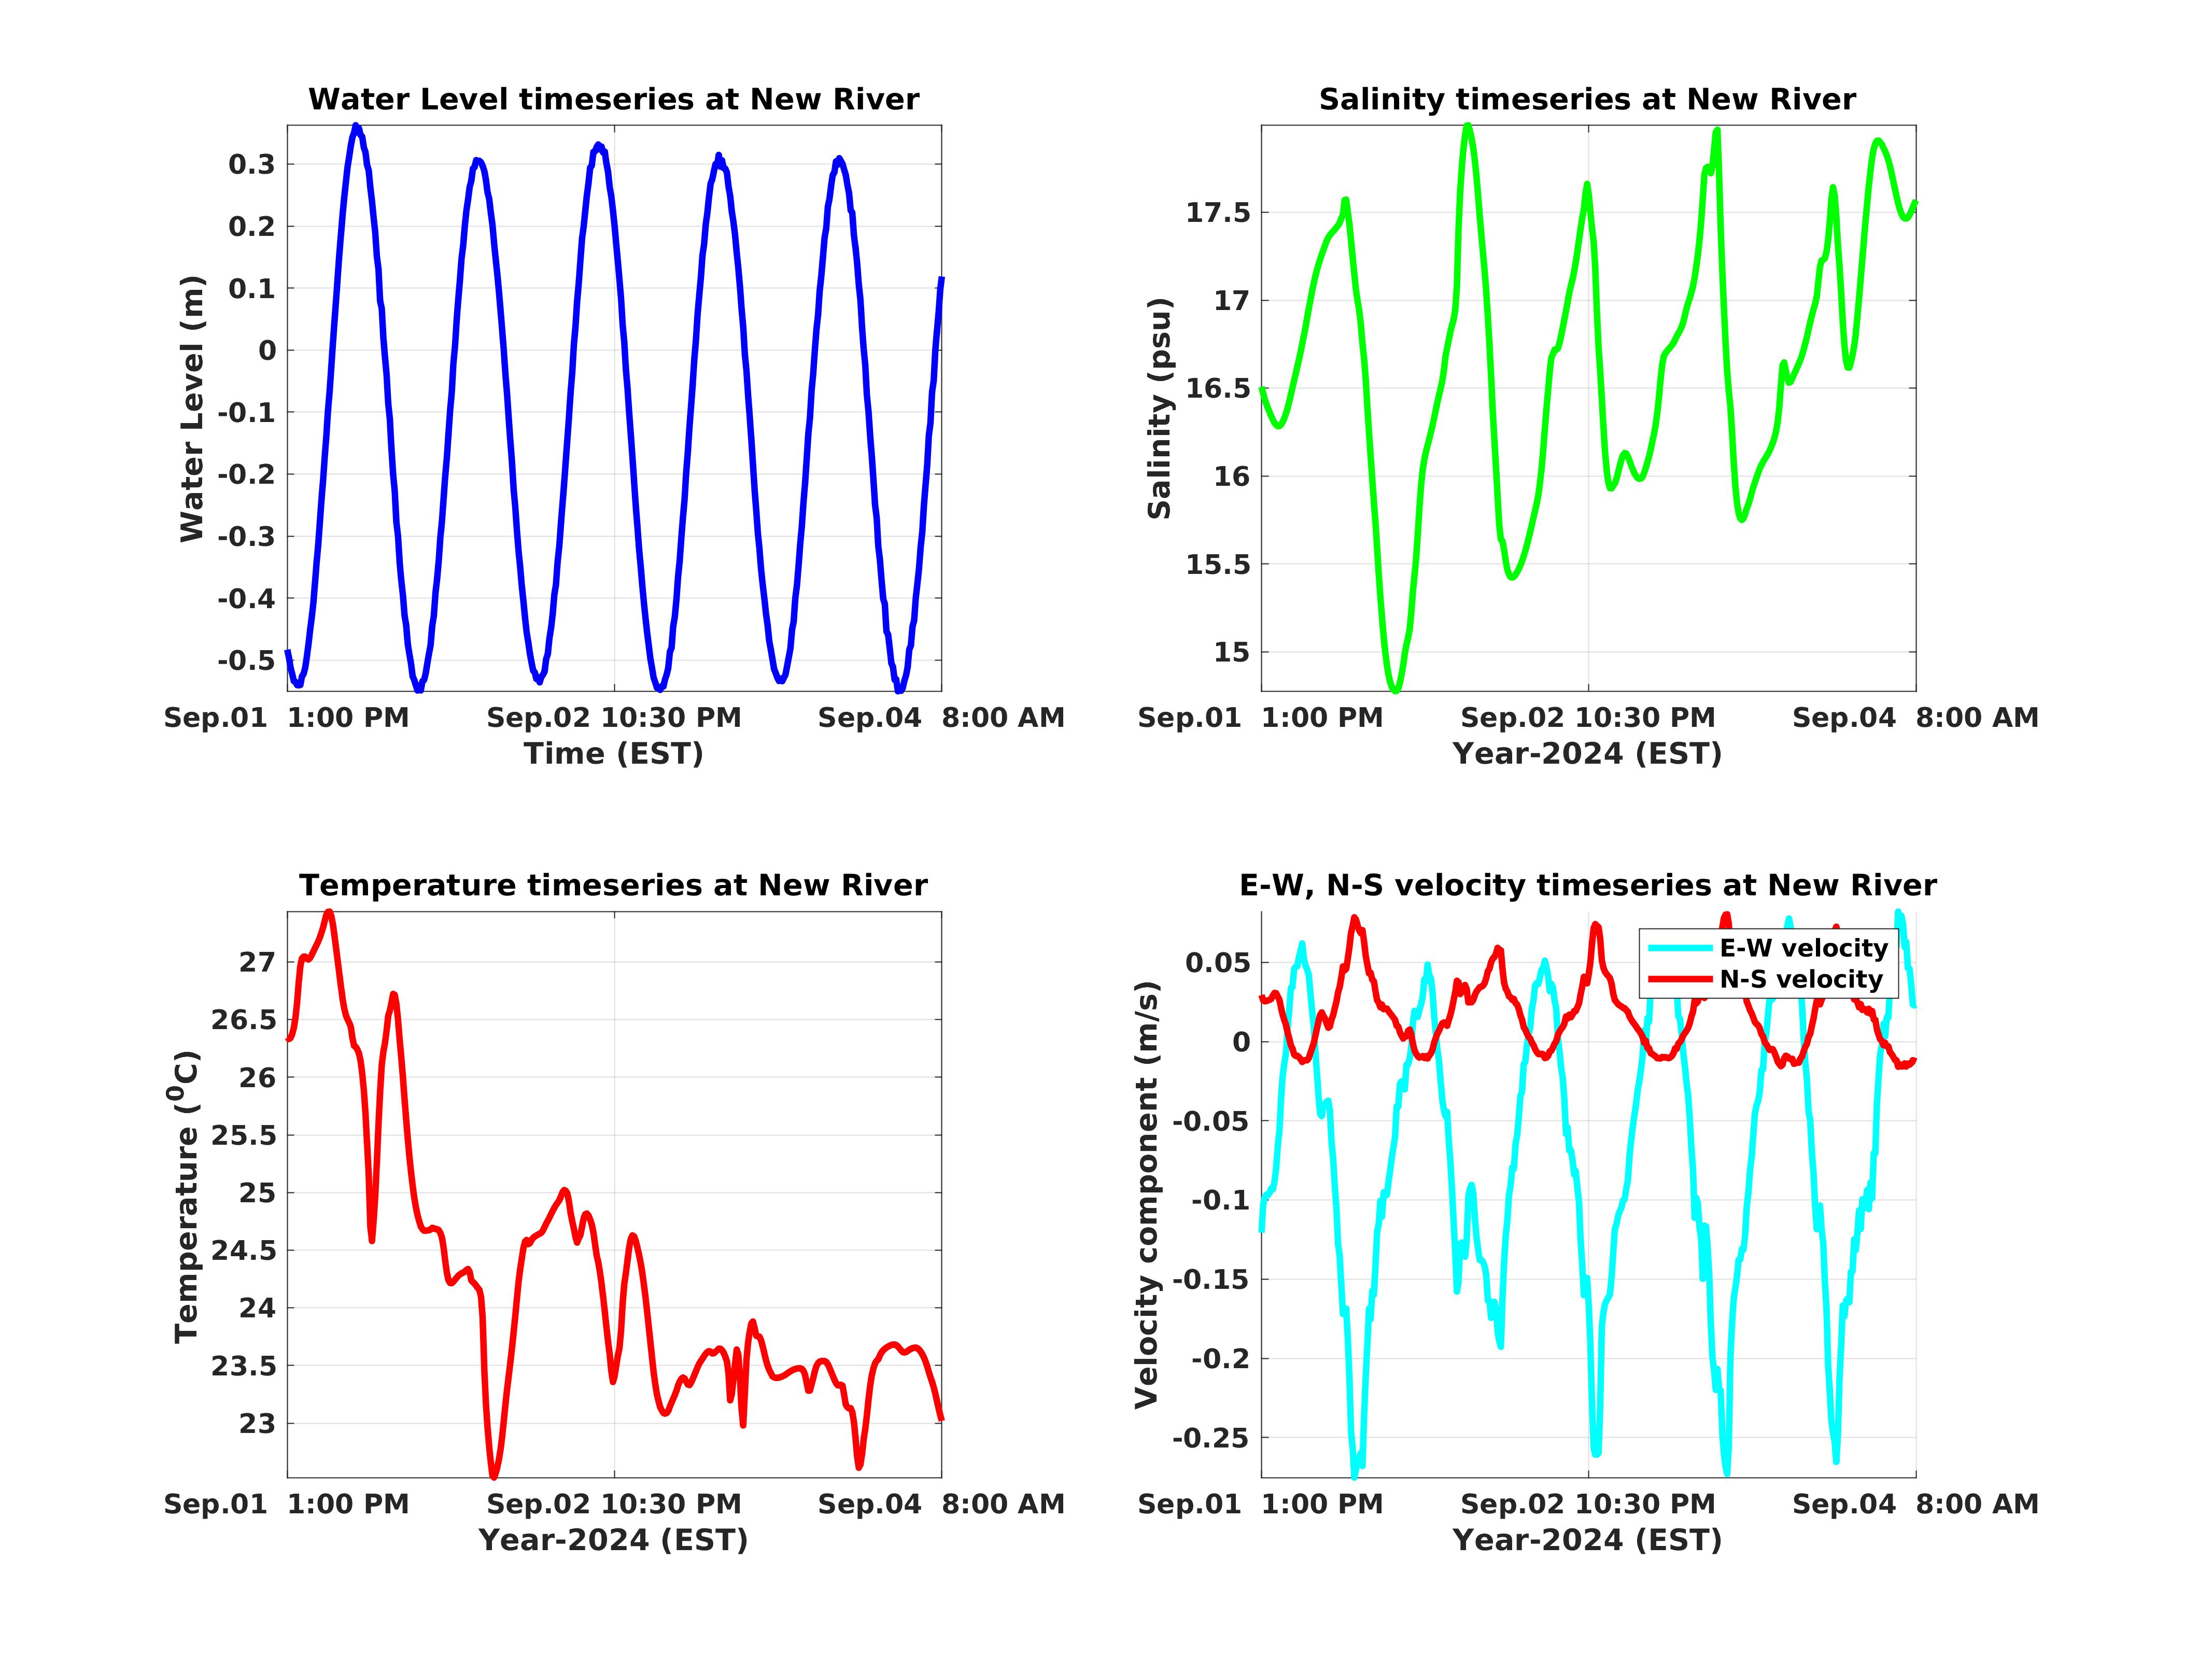 Water Level timeseries at New River
0.3
0.2
0.1
0
-0.1
-0.2
-0.3
-0.4
-0.5
Water Level (m)
Sep.01 1:00 PM Sep.02 10:30 PM Sep.04 8:00 AM
Time (EST)
Salinity timeseries at New River
17.5
17
16.5
16
15.5
15
Salinity (psu)
Sep.01 1:00 PM Sep.02 10:30 PM Sep.04 8:00 AM
Year-2024 (EST)
Temperature timeseries at New River
27
26.5
26
25.5
25
24.5
24
23.5
23
Temperature (⁰C)
Sep.01 1:00 PM Sep.02 10:30 PM Sep.04 8:00 AM
Year-2024 (EST)
E-W, N-S velocity timeseries at New River
E-W velocity
N-S velocity
0.05
0
-0.05
-0.1
-0.15
-0.2
-0.25
Velocity component (m/s)
Sep.01 1:00 PM Sep.02 10:30 PM Sep.04 8:00 AM
Year-2024 (EST)